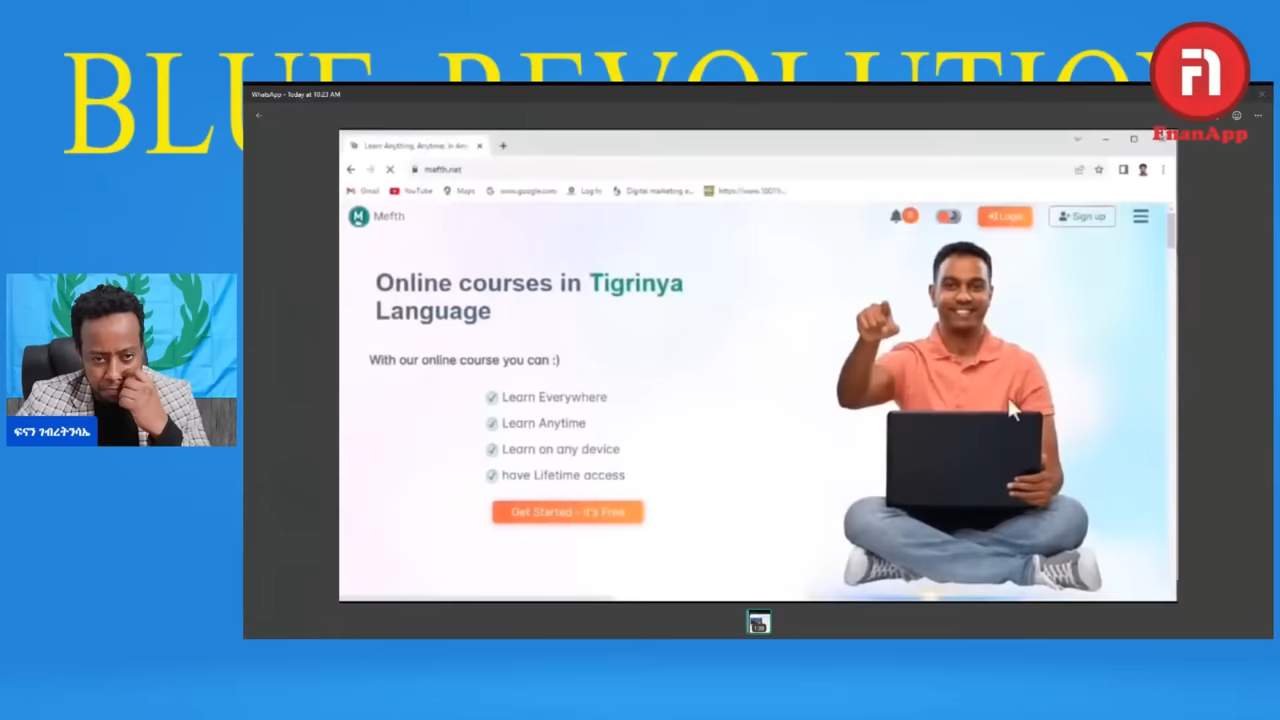 BLUE REVOLUTION
FnanApp
WhatsApp - Today at 10:23 AM
Learn Anything, Anytime; in Any
mefth.net
Gmail
YouTube
Maps
www.google.com
Log In
Digital marketing e...
Mefth
Login
Sign up
Online courses in Tigrinya
Language
With our online course you can :)
Learn Everywhere
Learn Anytime
Learn on any device
have Lifetime access
Get Started - it's Free
ፍናን ገብረትንሳኤ